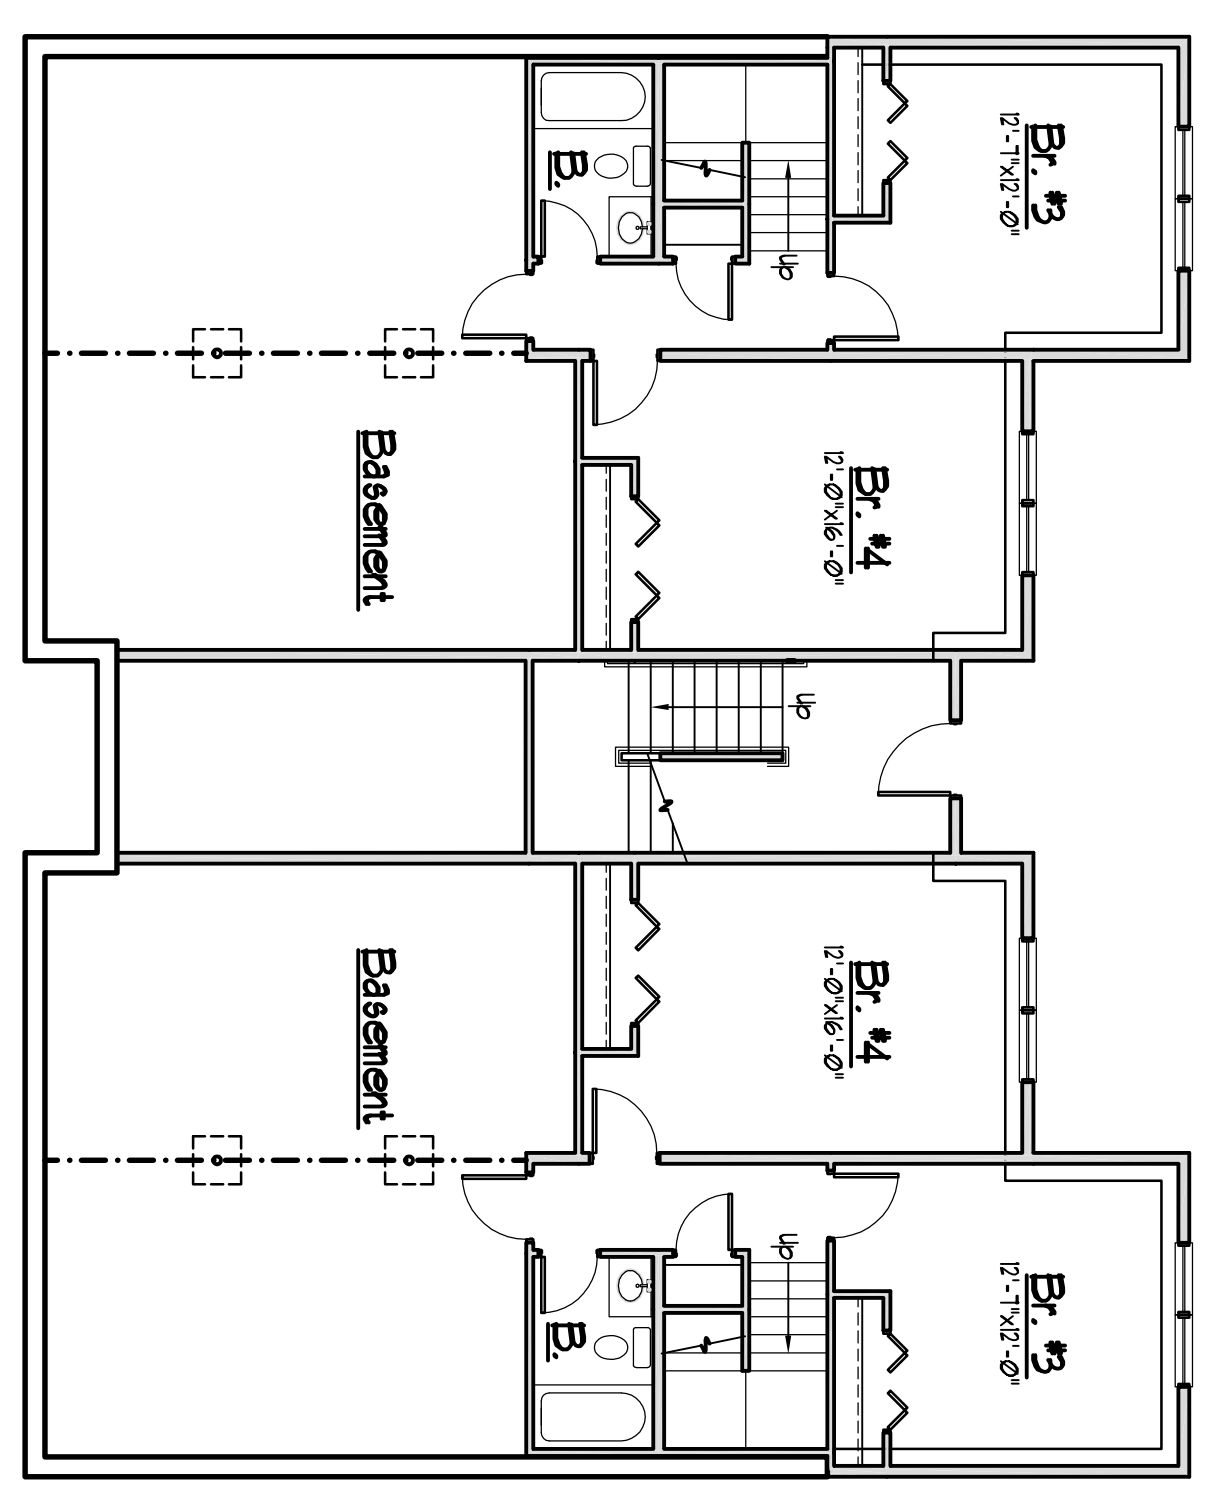 Br. #3
12'-7"x12'-0"
B.
up
Br. #4
12'-0"x16'-0"
Basement
up
Br. #4
12'-0"x16'-0"
Basement
up
Br. #3
12'-7"x12'-0"
B.